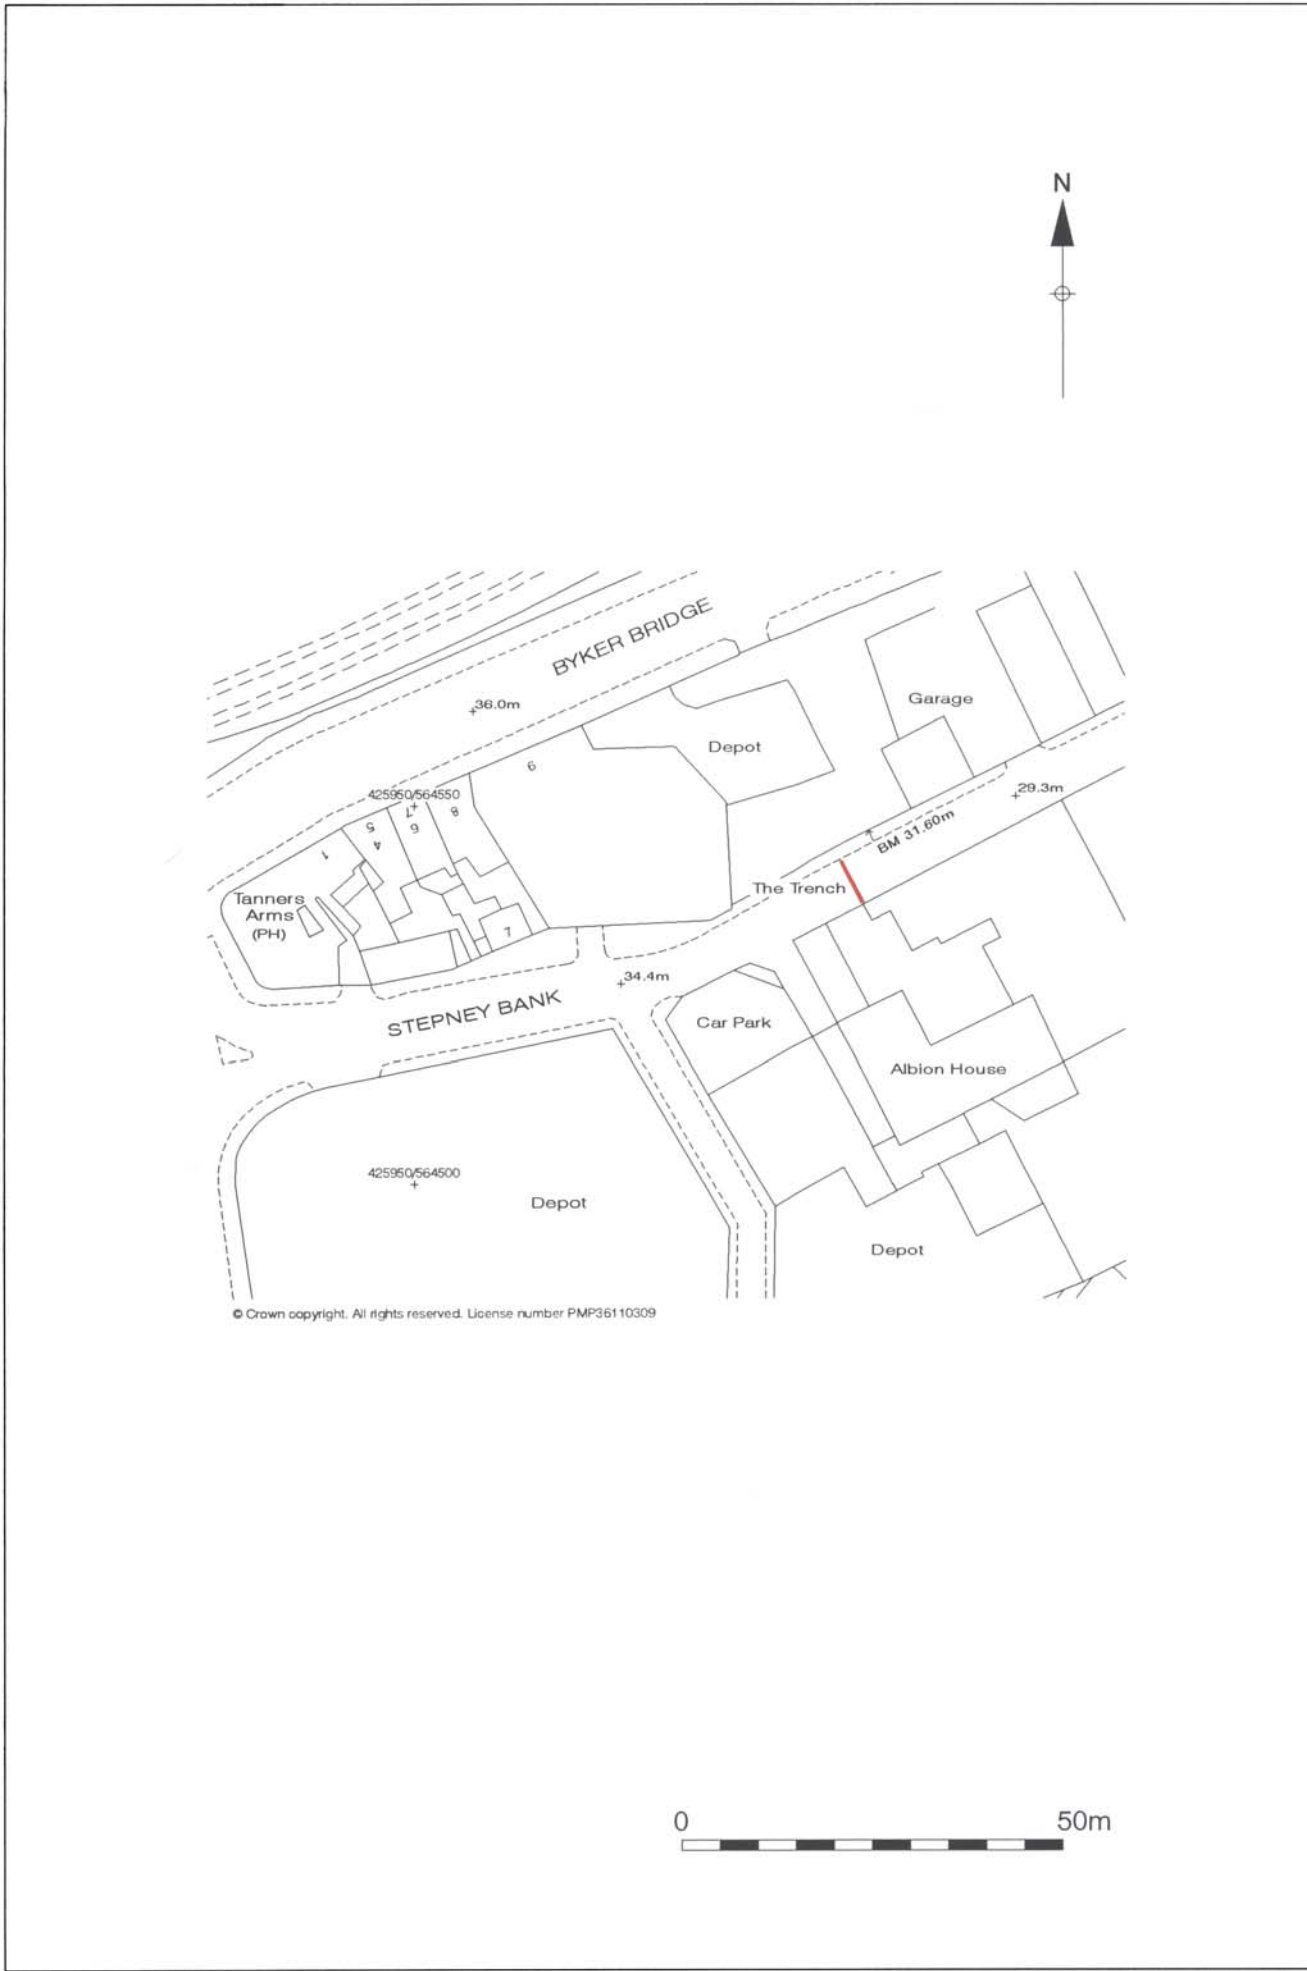 N
BYKER BRIDGE
36.0m
Garage
Depot
9
29.3m
425950/564550
7
8
6
5
4
1
BM 31.60m
The Trench
Tanners
Arms
(PH)
7
34.4m
STEPNEY BANK
Car Park
Albion House
425950/564500
Depot
Depot
© Crown copyright. All rights reserved. License number PMP36110309
0 50m